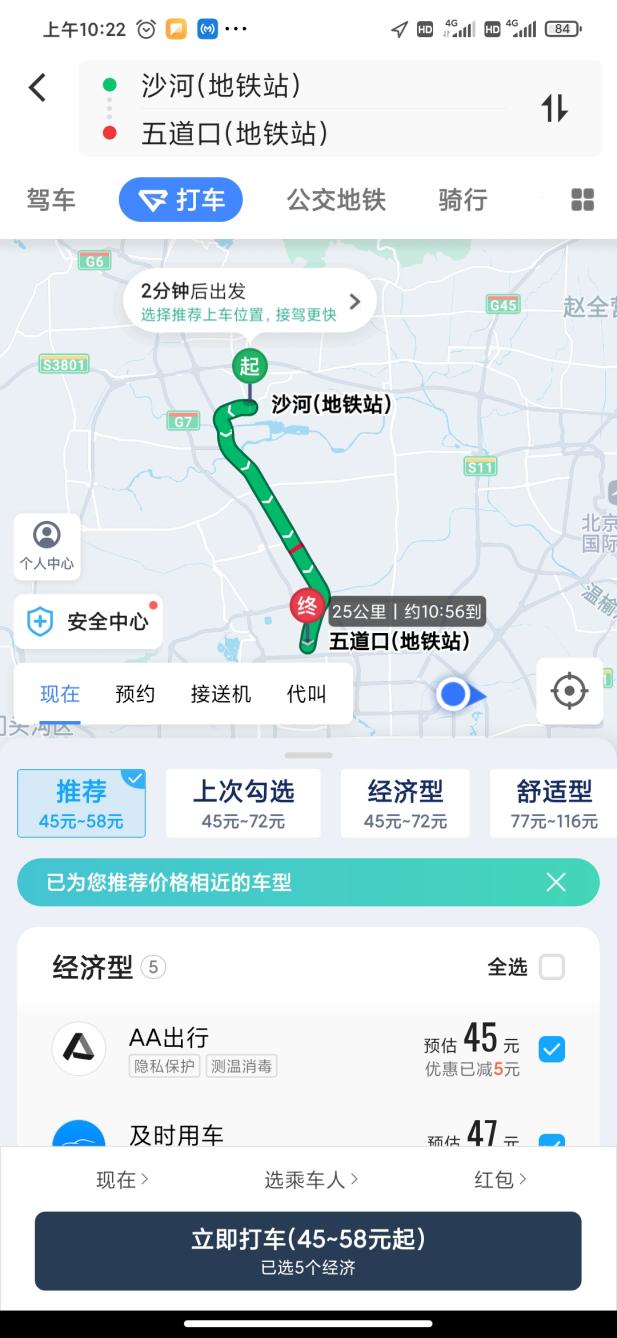 上午10:22
HD 4G HD 4G 84
沙河(地铁站)
五道口(地铁站)
驾车 打车 公交地铁 骑行
G6
2分钟后出发
选择推荐上车位置，接驾更快
G45
赵全营
S3801
起
沙河(地铁站)
G7
S11
北京
国际
个人中心
温榆
终
25公里 | 约10:56到
五道口(地铁站)
安全中心
现在 预约 接送机 代叫
门头沟区
推荐 上次勾选 经济型 舒适型
45元~58元 45元~72元 45元~72元 77元~116元
已为您推荐价格相近的车型
经济型 5 全选
AA出行 预估 45 元
隐私保护 测温消毒 优惠已减5元
及时用车 预估 47 元
现在 选乘车人 红包
立即打车(45~58元起)
已选5个经济